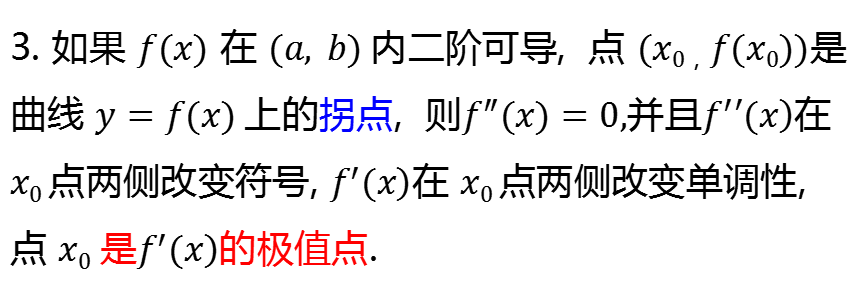 3. 如果 f(x) 在 (a, b) 内二阶可导, 点 (x₀ , f(x₀))是
曲线 y = f(x) 上的拐点, 则f″(x) = 0,并且f′′(x)在
x₀ 点两侧改变符号, f′(x)在 x₀ 点两侧改变单调性,
点 x₀ 是f′(x)的极值点.